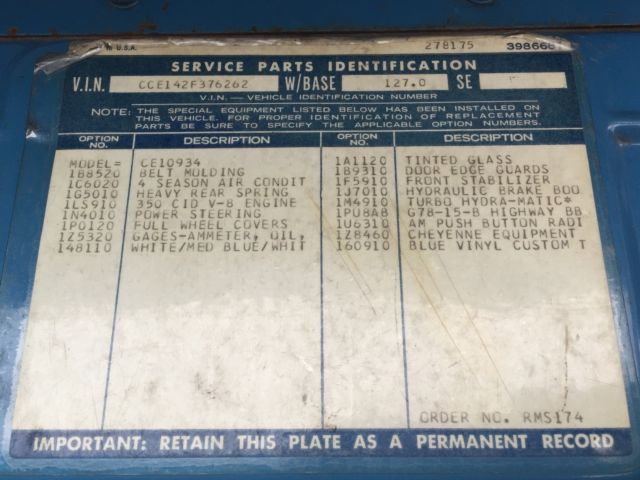 IN U.S.A. 278175 398666
SERVICE PARTS IDENTIFICATION
V.I.N. CCE142F376262 W/BASE 127.0 SE
V.I.N. — VEHICLE IDENTIFICATION NUMBER
NOTE: THE SPECIAL EQUIPMENT LISTED BELOW HAS BEEN INSTALLED ON
THIS VEHICLE. FOR PROPER IDENTIFICATION OF REPLACEMENT
PARTS BE SURE TO SPECIFY THE APPLICABLE OPTION NUMBERS.
OPTION NO. DESCRIPTION OPTION NO. DESCRIPTION
MODEL= CE10934 1A1120 TINTED GLASS
1B8520 BELT MOLDING 1B9310 DOOR EDGE GUARDS
1C6020 4 SEASON AIR CONDIT 1F5910 FRONT STABILIZER
1G5010 HEAVY REAR SPRING 1J7010 HYDRAULIC BRAKE BOO
1LS910 350 CID V-8 ENGINE 1M4910 TURBO HYDRA-MATIC*
1N4010 POWER STEERING 1P08A8 G78-15-B HIGHWAY BB
1P0120 FULL WHEEL COVERS 1U6310 AM PUSH BUTTON RADI
1Z5320 GAGES-AMMETER, OIL, 1Z8460 CHEYENNE EQUIPMENT
148110 WHITE/MED BLUE/WHIT 160910 BLUE VINYL CUSTOM T
ORDER NO. RMS174
IMPORTANT: RETAIN THIS PLATE AS A PERMANENT RECORD